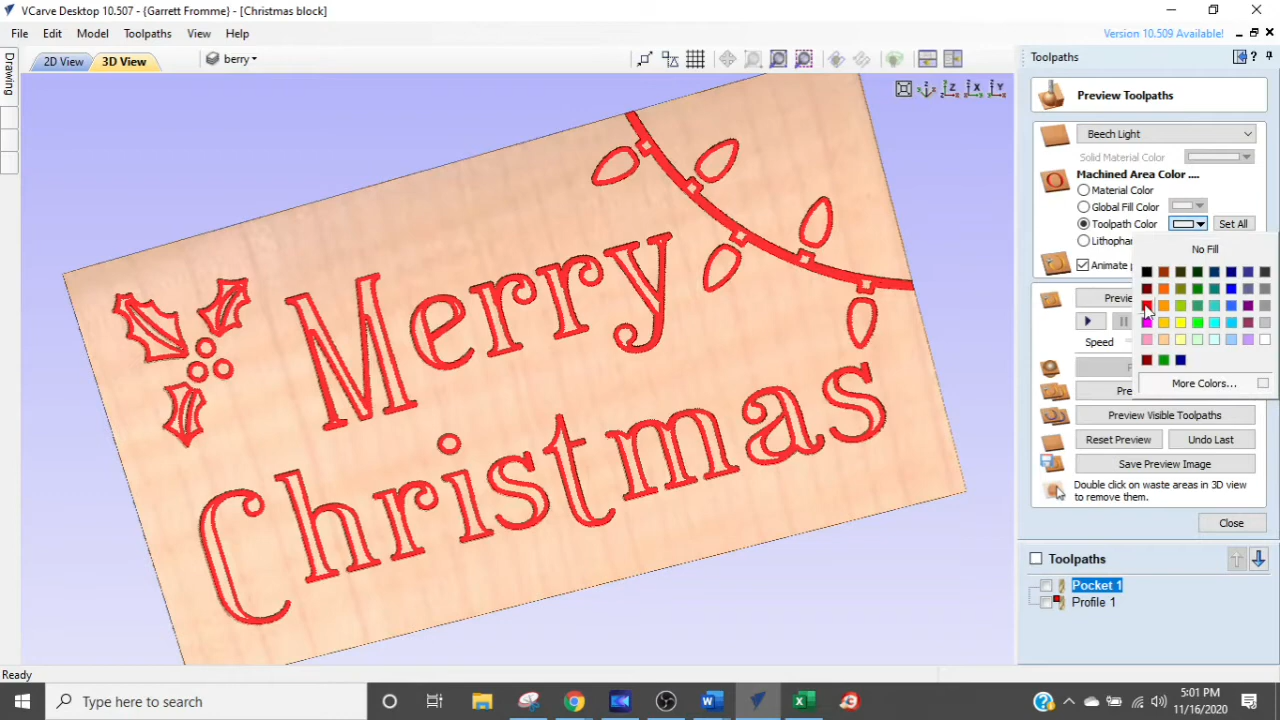 VCarve Desktop 10.507 - {Garrett Fromme} - [Christmas block]
File Edit Model Toolpaths View Help
Version 10.509 Available!
Drawing
2D View 3D View berry
Toolpaths
Preview Toolpaths
Beech Light
Solid Material Color
Machined Area Color ....
Material Color
Global Fill Color
Toolpath Color Set All
Lithopha
No Fill
Animate p
Previe
Speed
P
Pre
More Colors...
Preview Visible Toolpaths
Reset Preview Undo Last
Save Preview Image
Double click on waste areas in 3D view
to remove them.
Close
Toolpaths
Pocket 1
Profile 1
Merry
Christmas
Z X Y
Ready
Type here to search
5:01 PM
11/16/2020